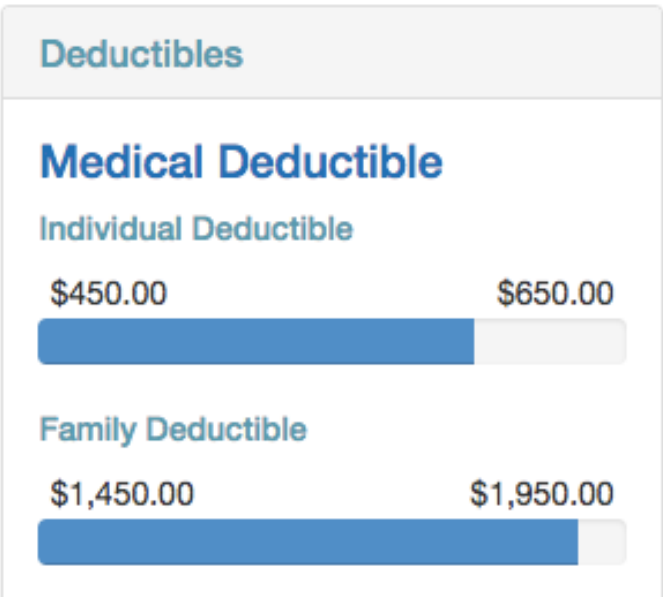 Deductibles
Medical Deductible
Individual Deductible
$450.00 $650.00
Family Deductible
$1,450.00 $1,950.00